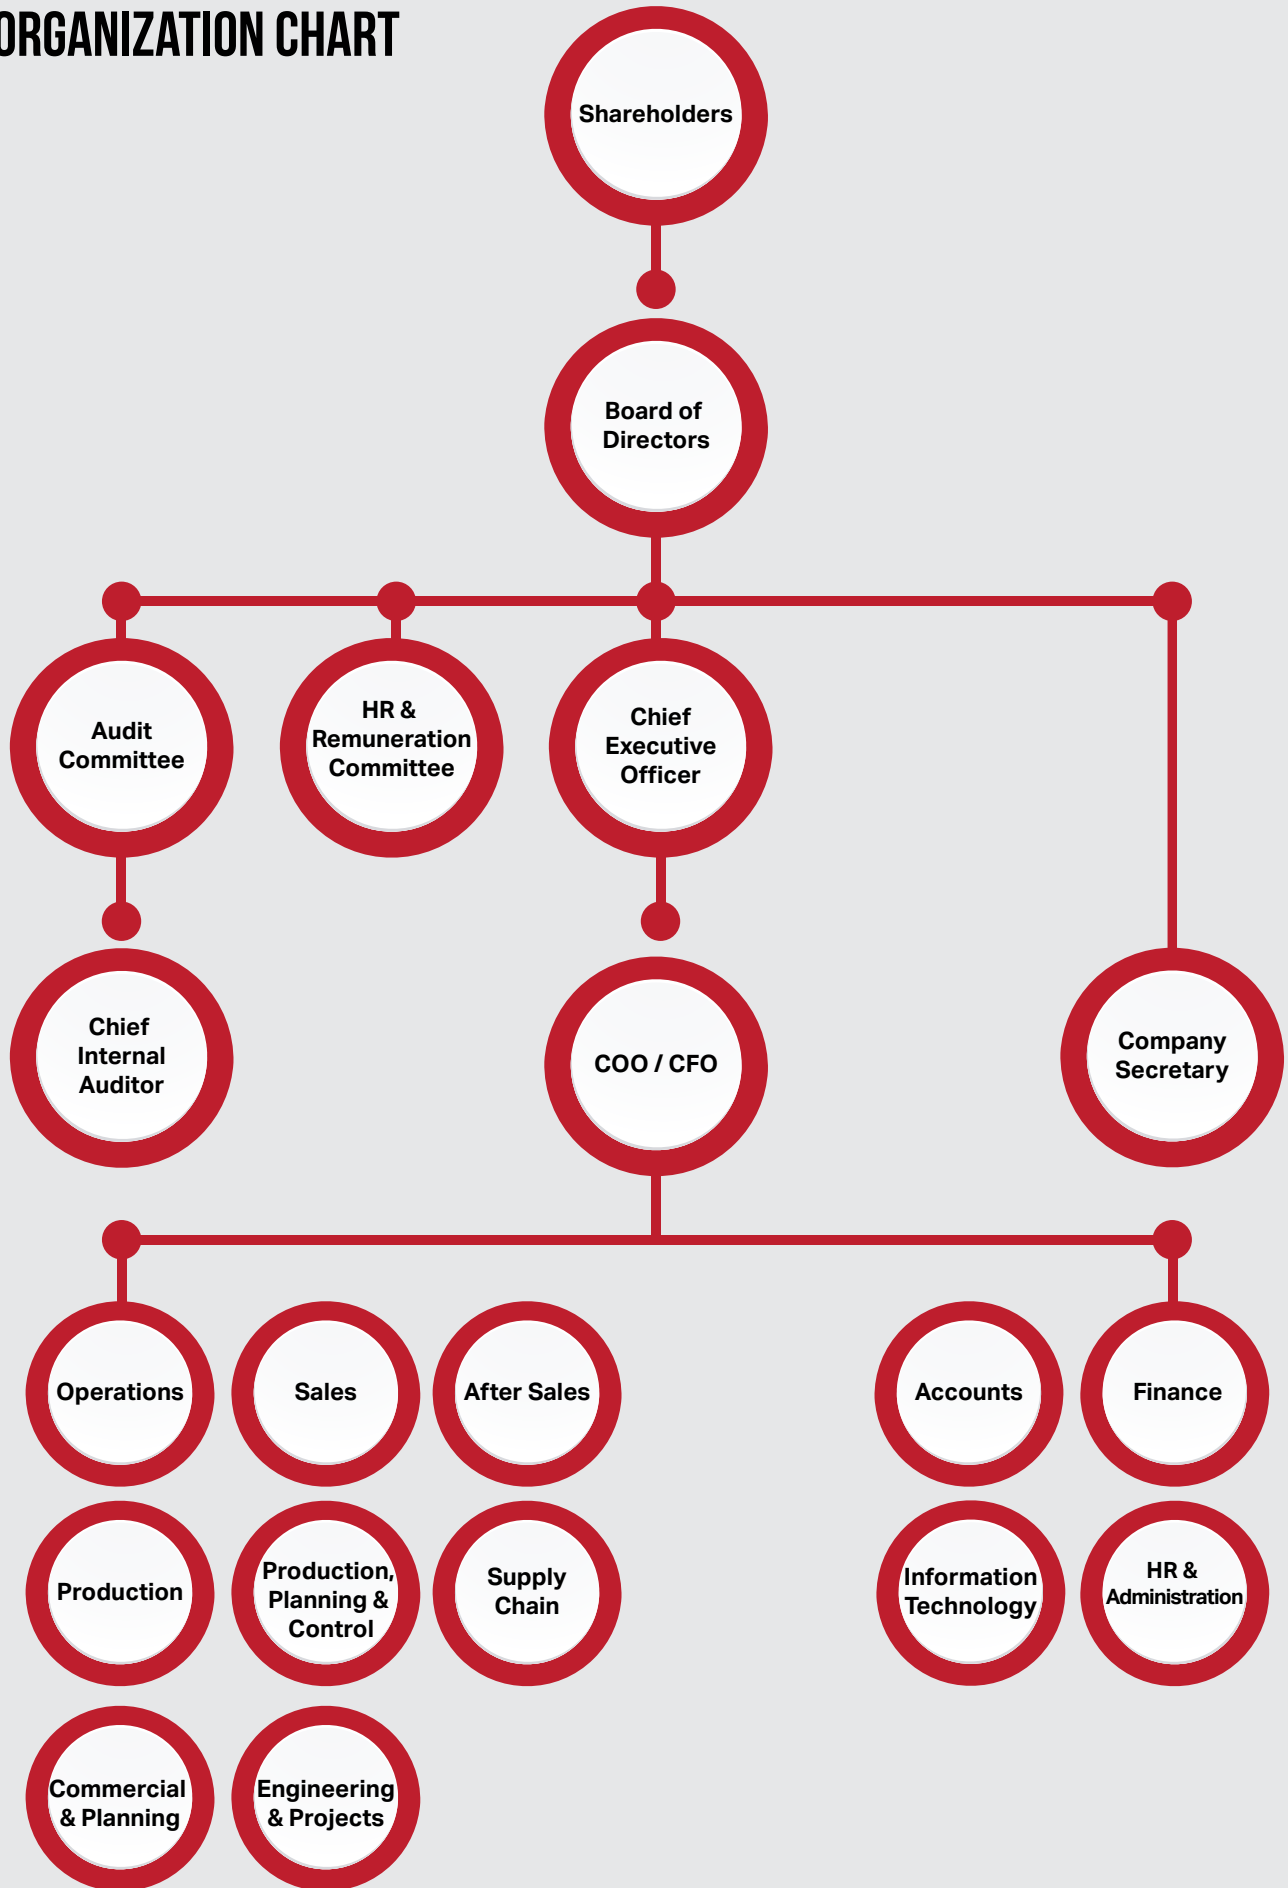 ORGANIZATION CHART
Shareholders
Board of
Directors
Audit
Committee
HR &
Remuneration
Committee
Chief
Executive
Officer
Chief
Internal
Auditor
COO / CFO
Company
Secretary
Operations
Sales
After Sales
Accounts
Finance
Production
Production,
Planning &
Control
Supply
Chain
Information
Technology
HR &
Administration
Commercial
& Planning
Engineering
& Projects